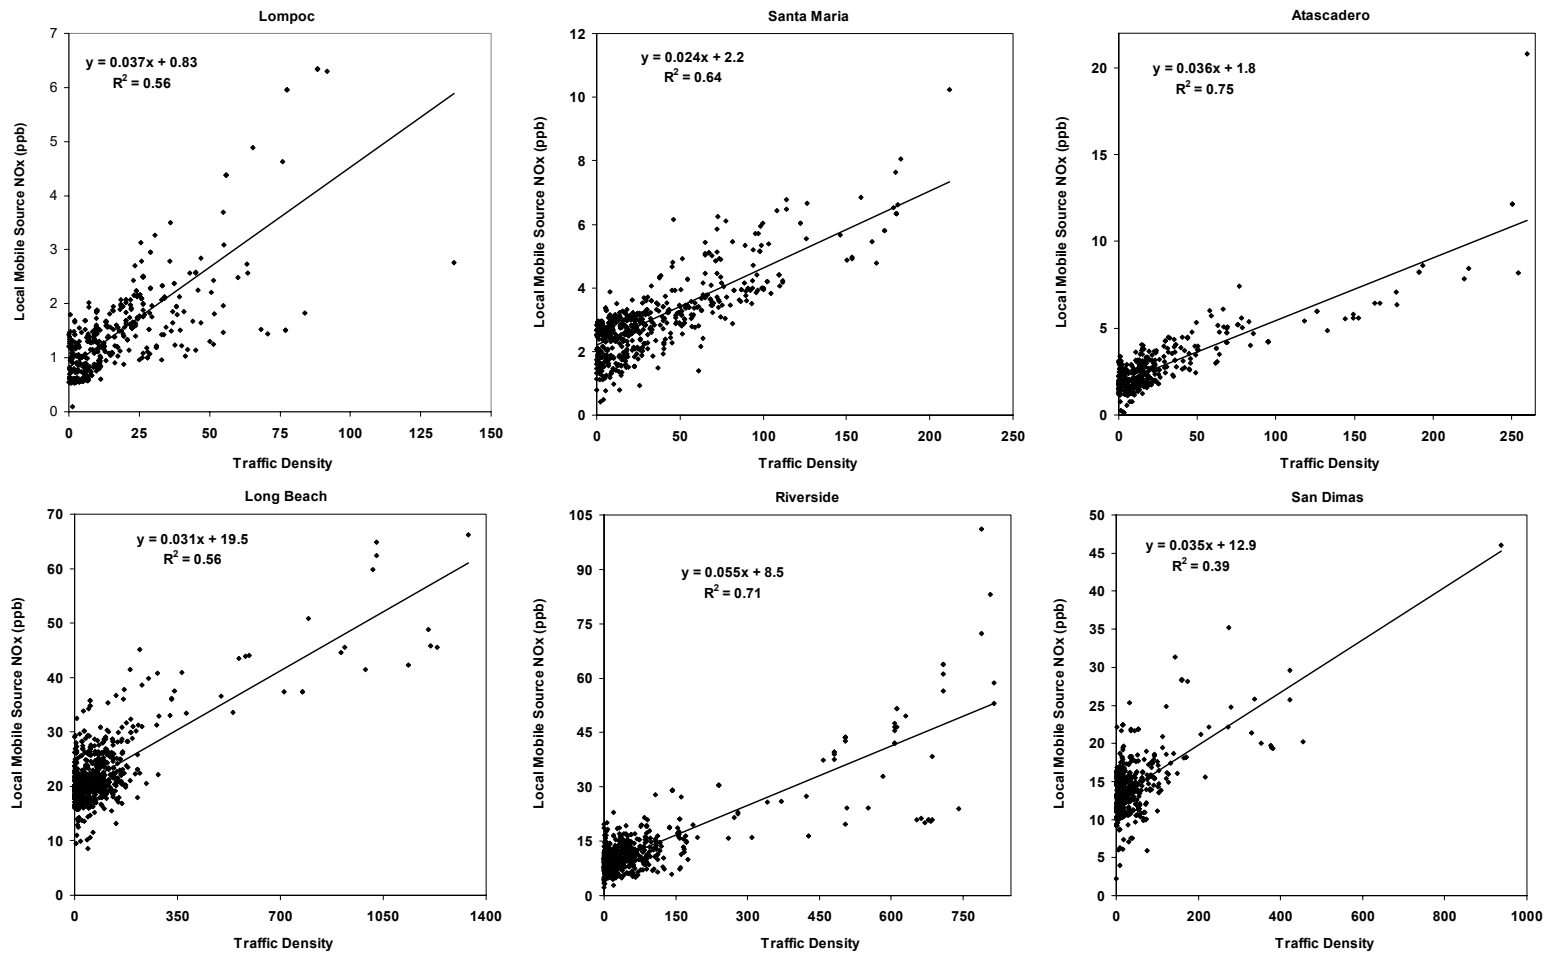 Lompoc
y = 0.037x + 0.83
R² = 0.56
Local Mobile Source NOx (ppb)
7
6
5
4
3
2
1
0
0 25 50 75 100 125 150
Traffic Density
Santa Maria
y = 0.024x + 2.2
R² = 0.64
Local Mobile Source NOx (ppb)
12
10
8
6
4
2
0
0 50 100 150 200 250
Traffic Density
Atascadero
y = 0.036x + 1.8
R² = 0.75
Local Mobile Source NOx (ppb)
20
15
10
5
0
0 50 100 150 200 250
Traffic Density
Long Beach
y = 0.031x + 19.5
R² = 0.56
Local Mobile Source NOx (ppb)
70
60
50
40
30
20
10
0
0 350 700 1050 1400
Traffic Density
Riverside
y = 0.055x + 8.5
R² = 0.71
Local Mobile Source NOx (ppb)
105
90
75
60
45
30
15
0
0 150 300 450 600 750
Traffic Density
San Dimas
y = 0.035x + 12.9
R² = 0.39
Local Mobile Source NOx (ppb)
50
45
40
35
30
25
20
15
10
5
0
0 200 400 600 800 1000
Traffic Density